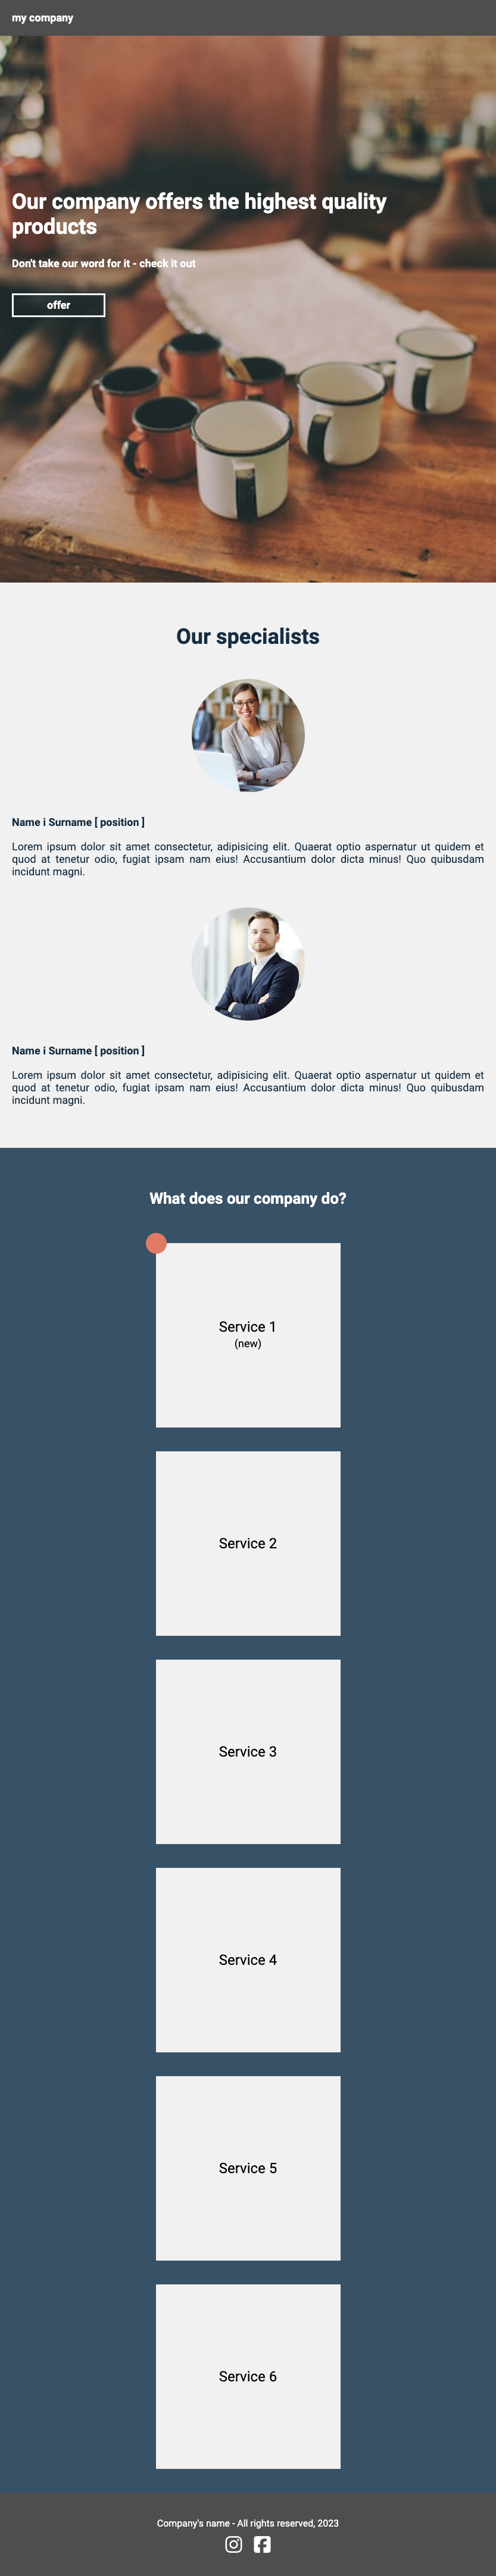 my company
Our company offers the highest quality
products
Don't take our word for it - check it out
offer
Our specialists
Name i Surname [ position ]
Lorem ipsum dolor sit amet consectetur, adipisicing elit. Quaerat optio aspernatur ut quidem et
quod at tenetur odio, fugiat ipsam nam eius! Accusantium dolor dicta minus! Quo quibusdam
incidunt magni.
Name i Surname [ position ]
Lorem ipsum dolor sit amet consectetur, adipisicing elit. Quaerat optio aspernatur ut quidem et
quod at tenetur odio, fugiat ipsam nam eius! Accusantium dolor dicta minus! Quo quibusdam
incidunt magni.
What does our company do?
Service 1
(new)
Service 2
Service 3
Service 4
Service 5
Service 6
Company's name - All rights reserved, 2023